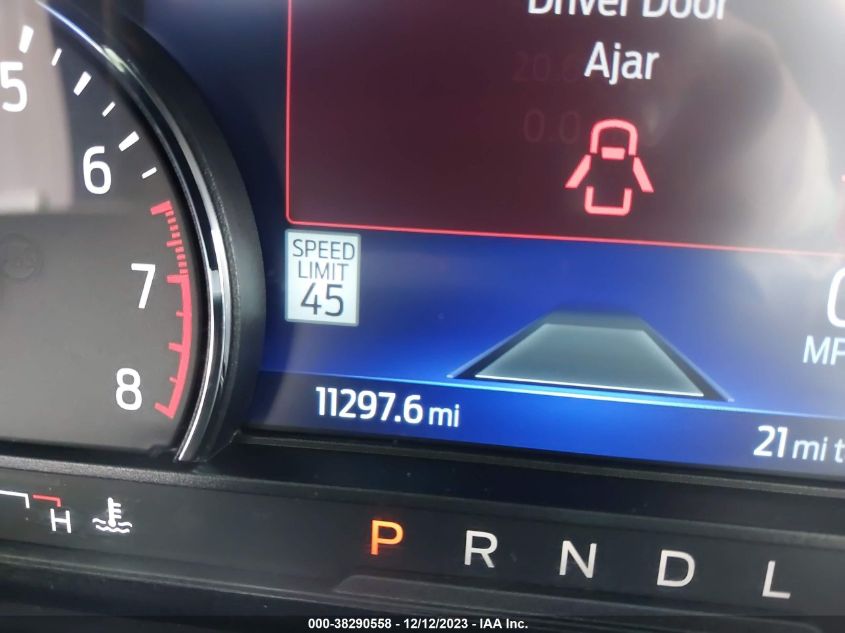 Driver Door
Ajar
5
6
7
8
SPEED
LIMIT
45
11297.6 mi
21 mi
H
P R N D L
000-38290558 - 12/12/2023 - IAA Inc.